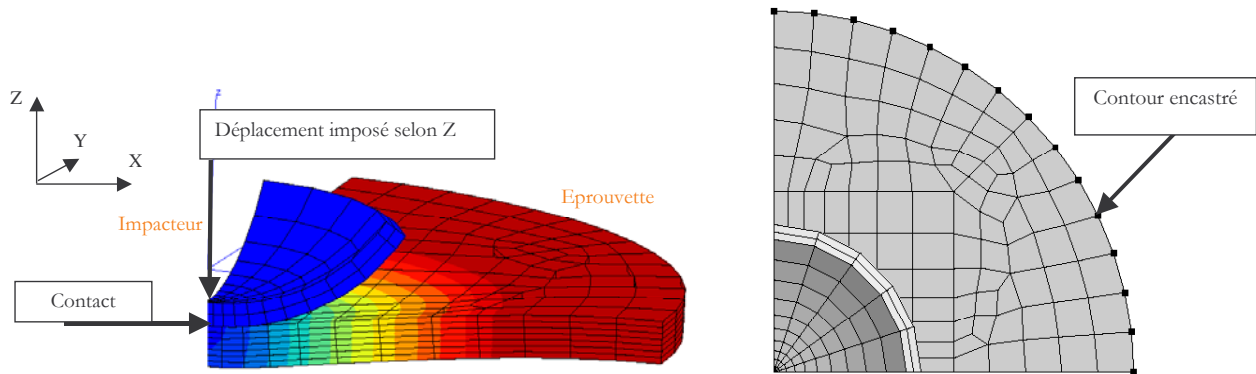 Z
Y
X
z
Déplacement imposé selon Z
Impacteur
Eprouvette
Contact
Contour encastré